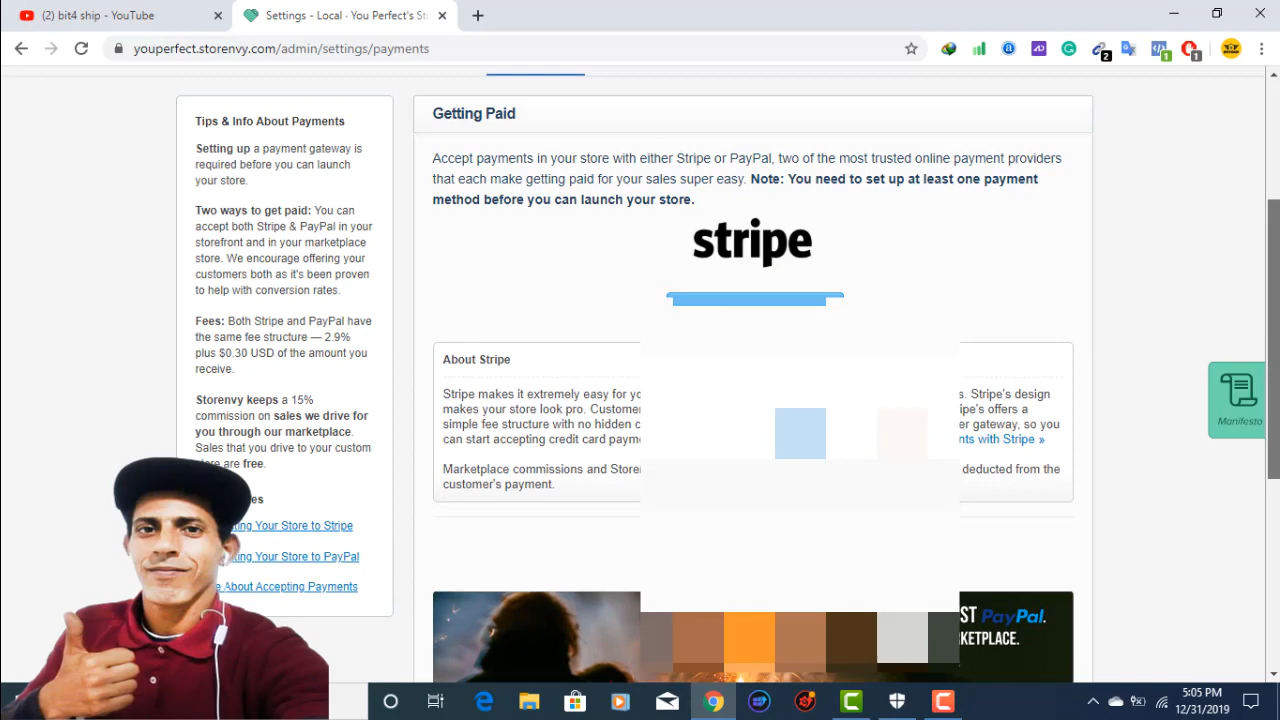 (2) bit4 ship - YouTube
Settings - Local · You Perfect's St
youperfect.storenvy.com/admin/settings/payments
2
1
1
Tips & Info About Payments
Setting up a payment gateway is
required before you can launch
your store.
Two ways to get paid: You can
accept both Stripe & PayPal in your
storefront and in your marketplace
store. We encourage offering your
customers both as it's been proven
to help with conversion rates.
Fees: Both Stripe and PayPal have
the same fee structure — 2.9%
plus $0.30 USD of the amount you
receive.
Storenvy keeps a 15%
commission on sales we drive for
you through our marketplace.
Sales that you drive to your custom
are free.
Your Store to Stripe
Your Store to PayPal
About Accepting Payments
Getting Paid
Accept payments in your store with either Stripe or PayPal, two of the most trusted online payment providers
that each make getting paid for your sales super easy. Note: You need to set up at least one payment
method before you can launch your store.
stripe
About Stripe
Stripe makes it extremely easy for Stripe's design
makes your store look pro. offers a
simple fee structure with no hidden gateway, so you
can start accepting credit card with Stripe »
Marketplace commissions and deducted from the
customer's payment.
PayPal.
Manifesto
5:05 PM
12/31/2019